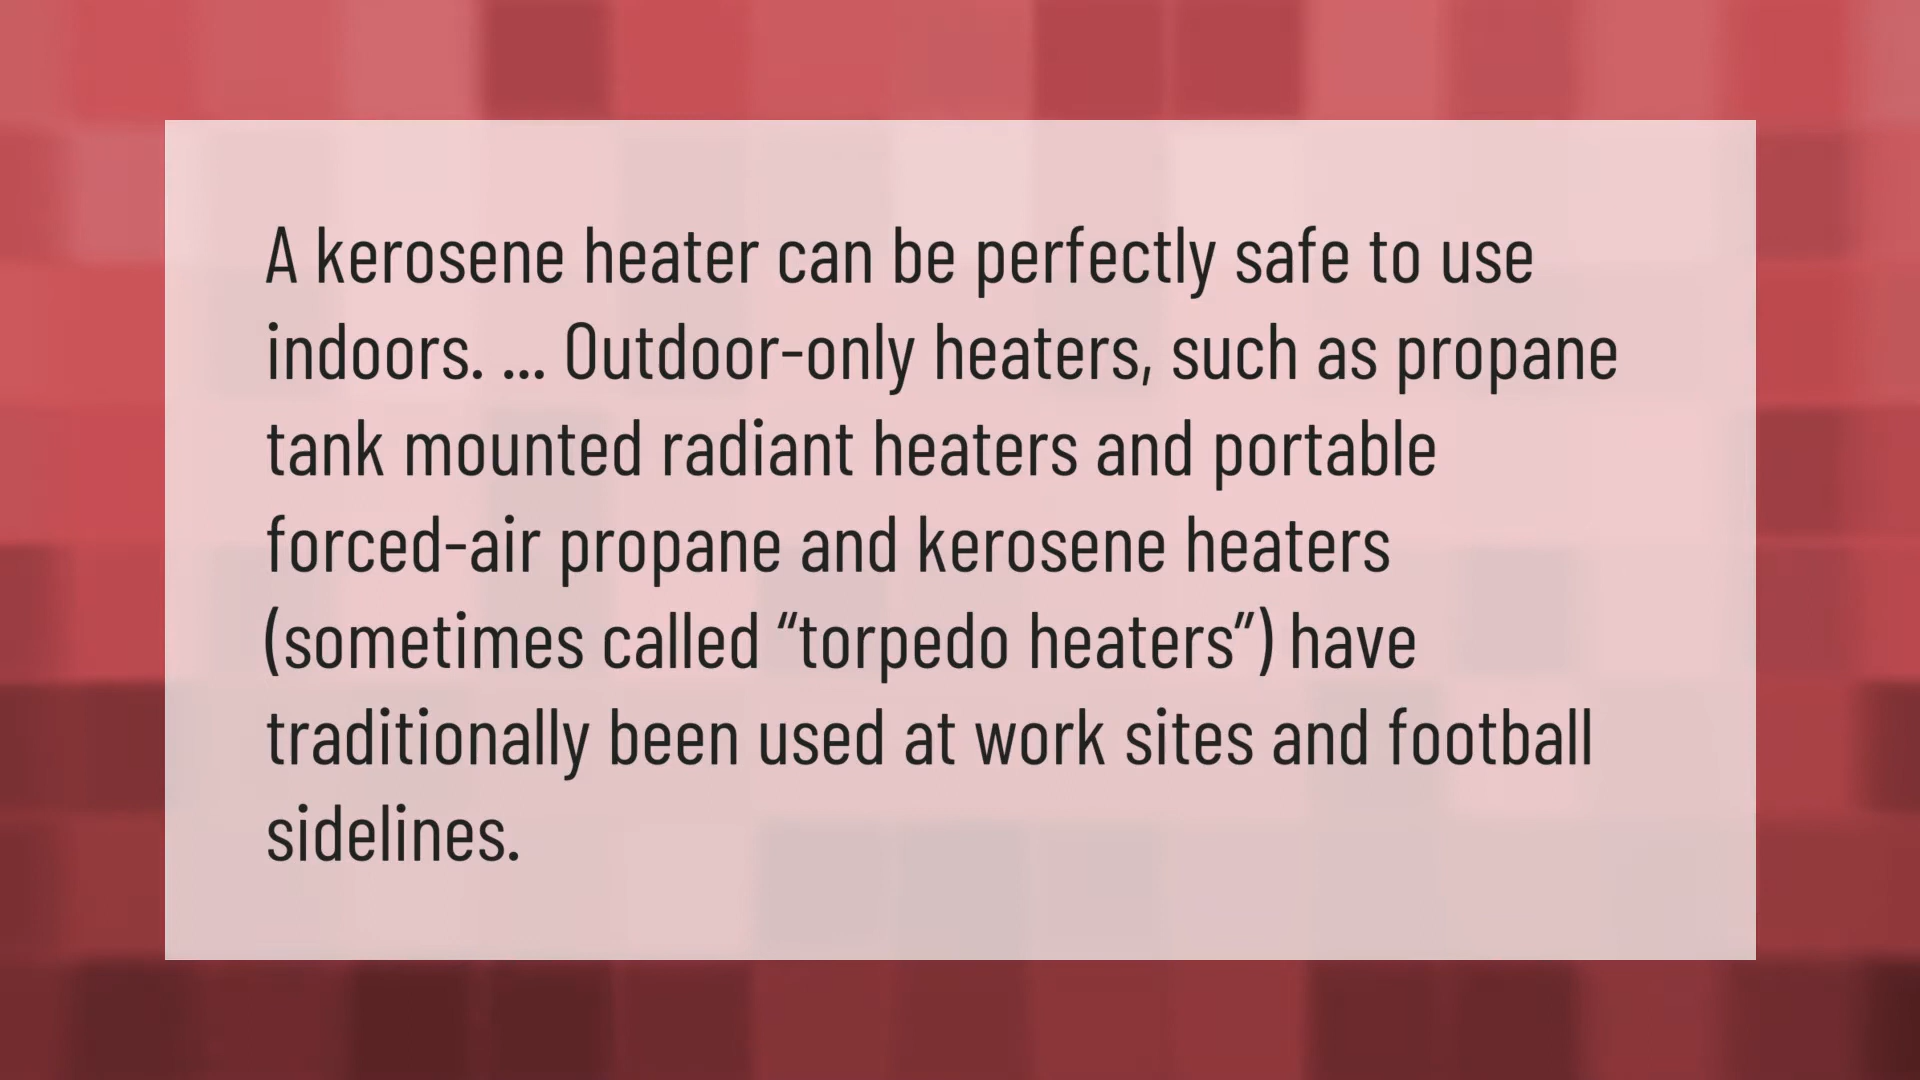 A kerosene heater can be perfectly safe to use
indoors. ... Outdoor-only heaters, such as propane
tank mounted radiant heaters and portable
forced-air propane and kerosene heaters
(sometimes called “torpedo heaters”) have
traditionally been used at work sites and football
sidelines.